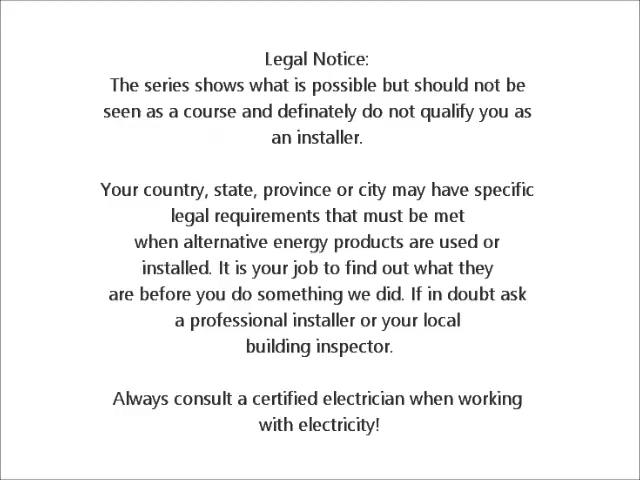 Legal Notice:
The series shows what is possible but should not be
seen as a course and definately do not qualify you as
an installer.
Your country, state, province or city may have specific
legal requirements that must be met
when alternative energy products are used or
installed. It is your job to find out what they
are before you do something we did. If in doubt ask
a professional installer or your local
building inspector.
Always consult a certified electrician when working
with electricity!